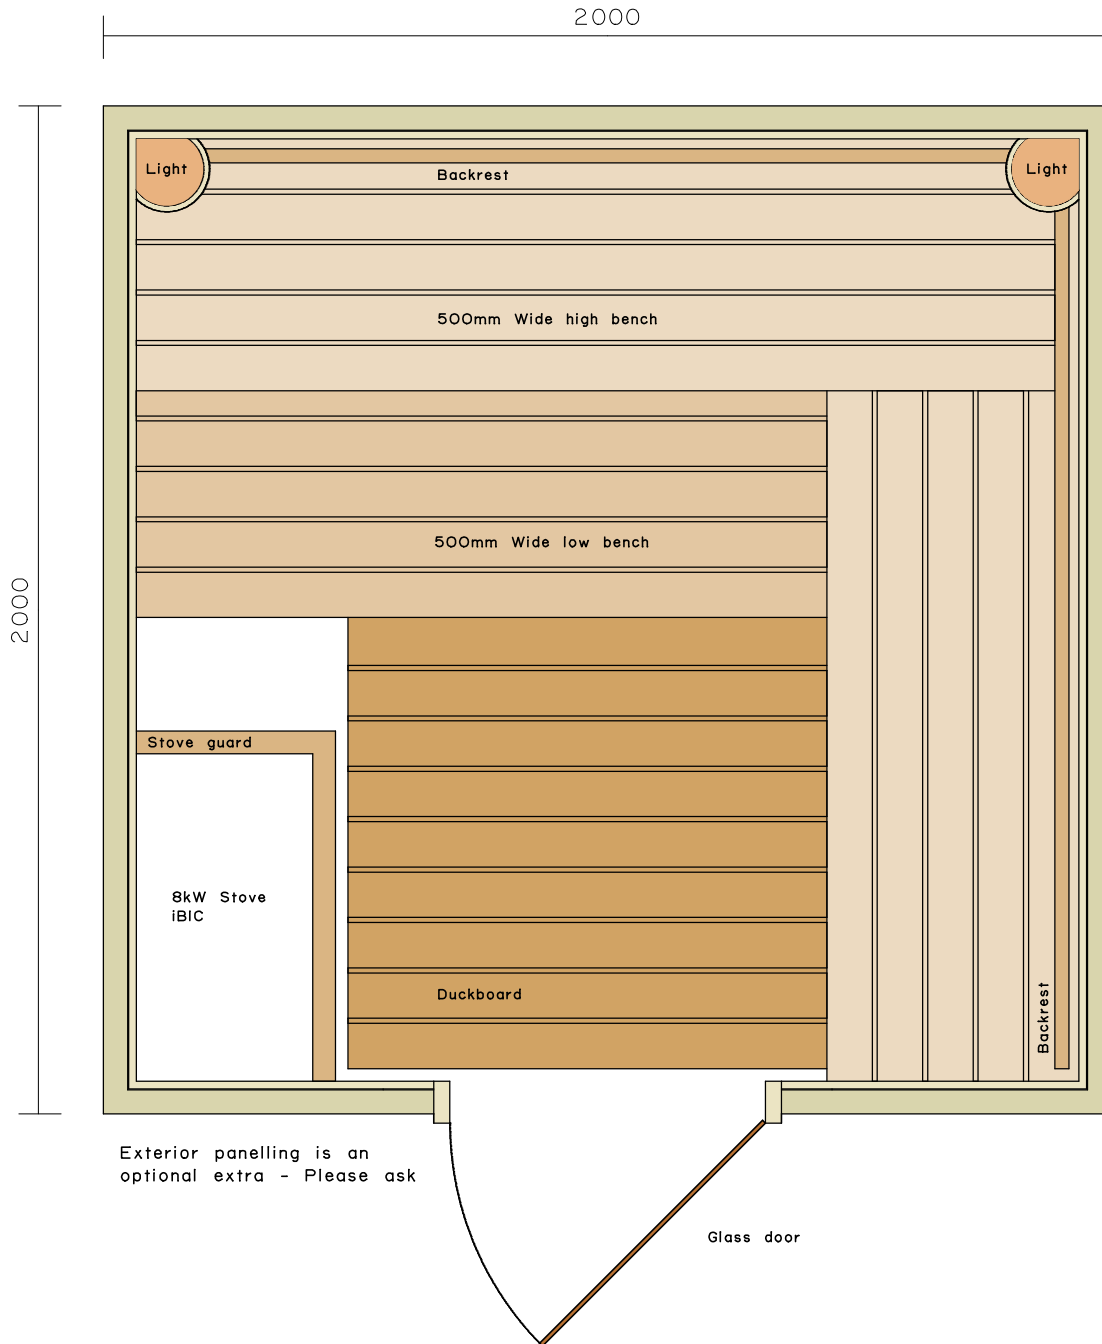 2000
Light
Light
Backrest
500mm Wide high bench
2000
500mm Wide low bench
Stove guard
8kW Stove
iBIC
Duckboard
Backrest
Exterior panelling is an
optional extra - Please ask
Glass door